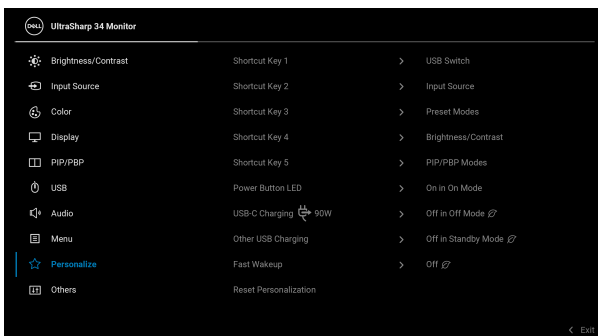 DELL UltraSharp 34 Monitor
Brightness/Contrast Shortcut Key 1 > USB Switch
Input Source Shortcut Key 2 > Input Source
Color Shortcut Key 3 > Preset Modes
Display Shortcut Key 4 > Brightness/Contrast
PIP/PBP Shortcut Key 5 > PIP/PBP Modes
USB Power Button LED > On in On Mode
Audio USB-C Charging 90W > Off in Off Mode
Menu Other USB Charging > Off in Standby Mode
Personalize Fast Wakeup > Off
Others Reset Personalization
< Exit